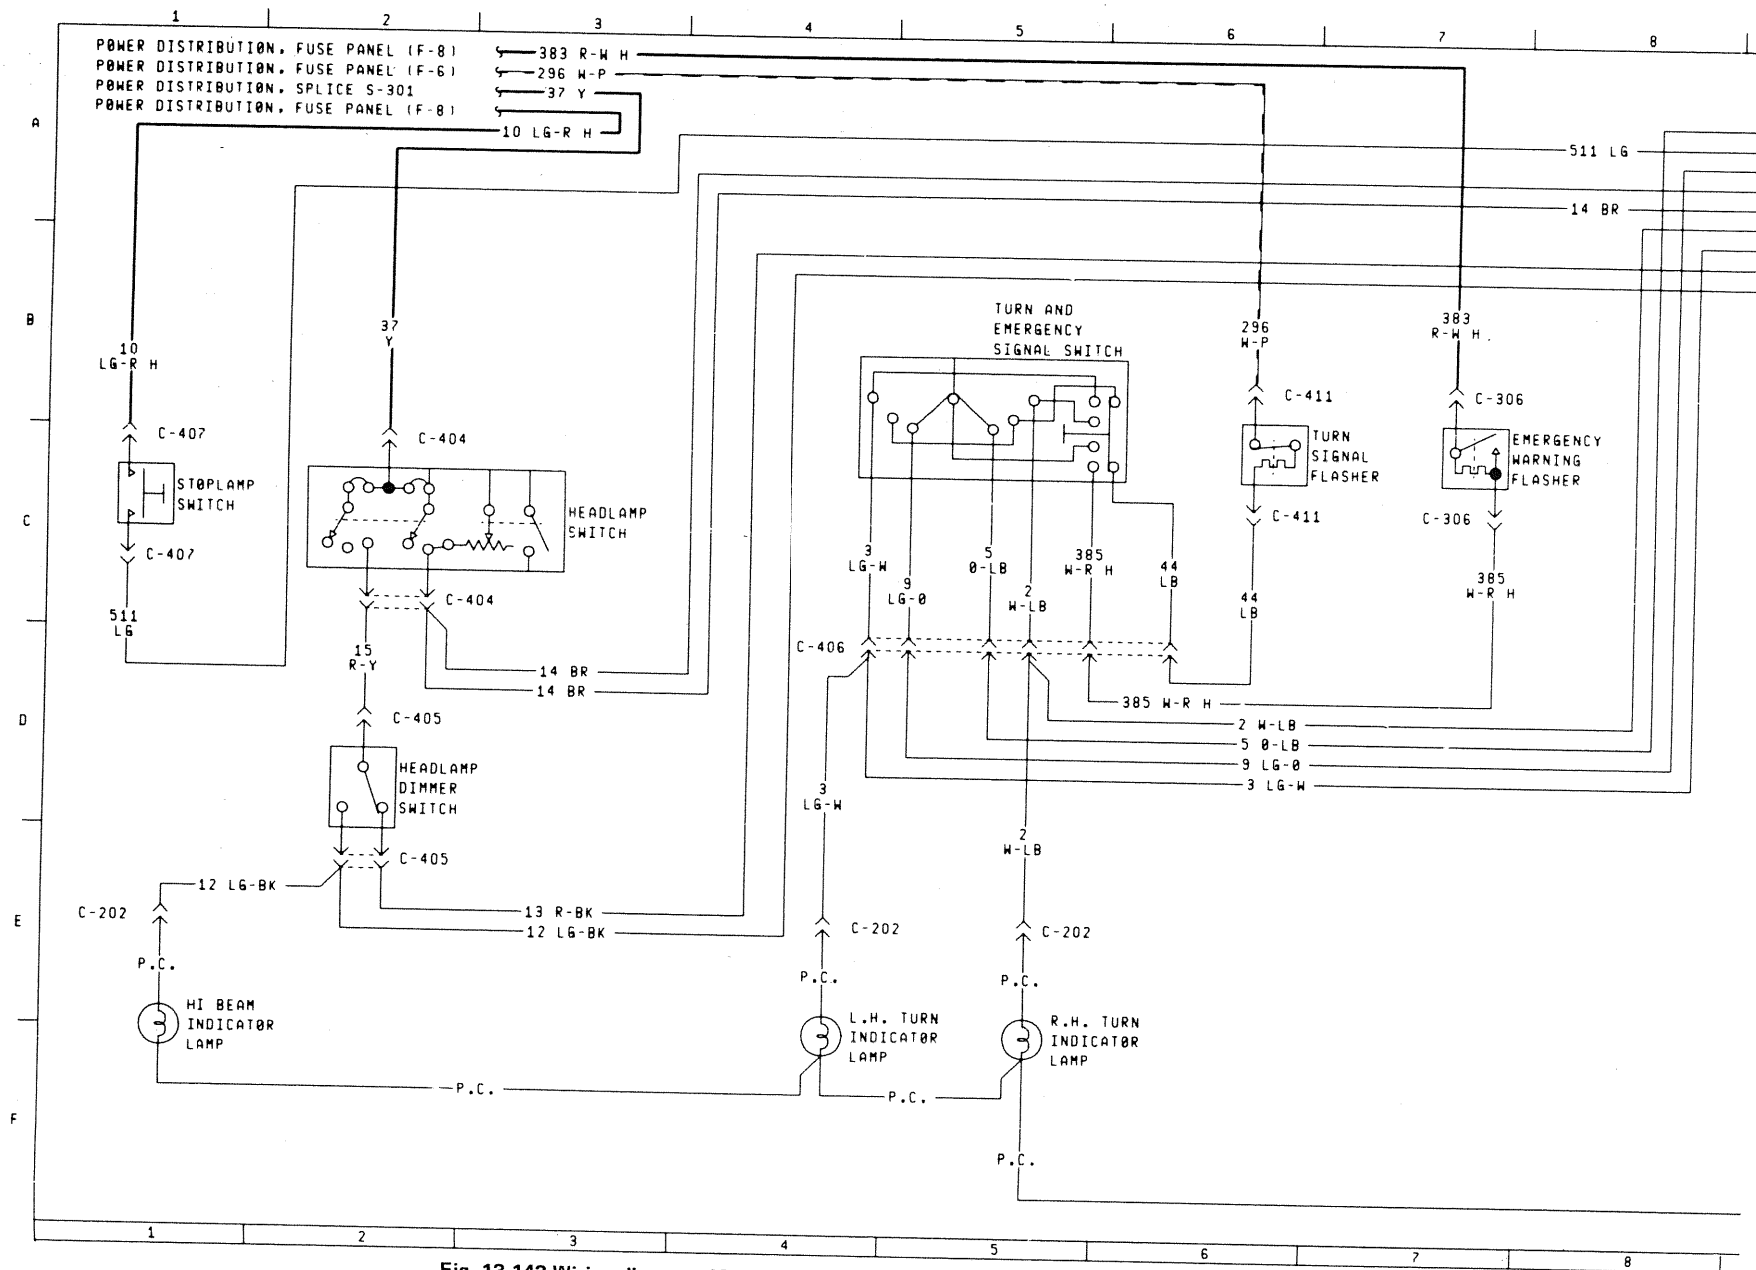 1 2 3 4 5 6 7 8
POWER DISTRIBUTION, FUSE PANEL (F-8) 383 R-W H
POWER DISTRIBUTION, FUSE PANEL (F-6) 296 W-P
POWER DISTRIBUTION, SPLICE S-301 37 Y
POWER DISTRIBUTION, FUSE PANEL (F-8)
10 LG-R H
A
511 LG
14 BR
B
10
LG-R H
37
Y
TURN AND
EMERGENCY
SIGNAL SWITCH
296
W-P
383
R-W H
C-407
C-404
C-411
C-306
STOPLAMP
SWITCH
HEADLAMP
SWITCH
TURN
SIGNAL
FLASHER
EMERGENCY
WARNING
FLASHER
C
C-407
C-404
C-411
C-306
511
LG
3
LG-W
9
LG-O
5
O-LB
2
W-LB
385
W-R H
44
LB
44
LB
385
W-R H
C-406
15
R-Y
14 BR
14 BR
D
C-405
385 W-R H
2 W-LB
5 O-LB
9 LG-O
3 LG-W
HEADLAMP
DIMMER
SWITCH
3
LG-W
2
W-LB
C-405
12 LG-BK
E
C-202
13 R-BK
12 LG-BK
C-202
C-202
P.C.
P.C.
P.C.
HI BEAM
INDICATOR
LAMP
L.H. TURN
INDICATOR
LAMP
R.H. TURN
INDICATOR
LAMP
P.C.
P.C.
F
P.C.
1 2 3 4 5 6 7 8